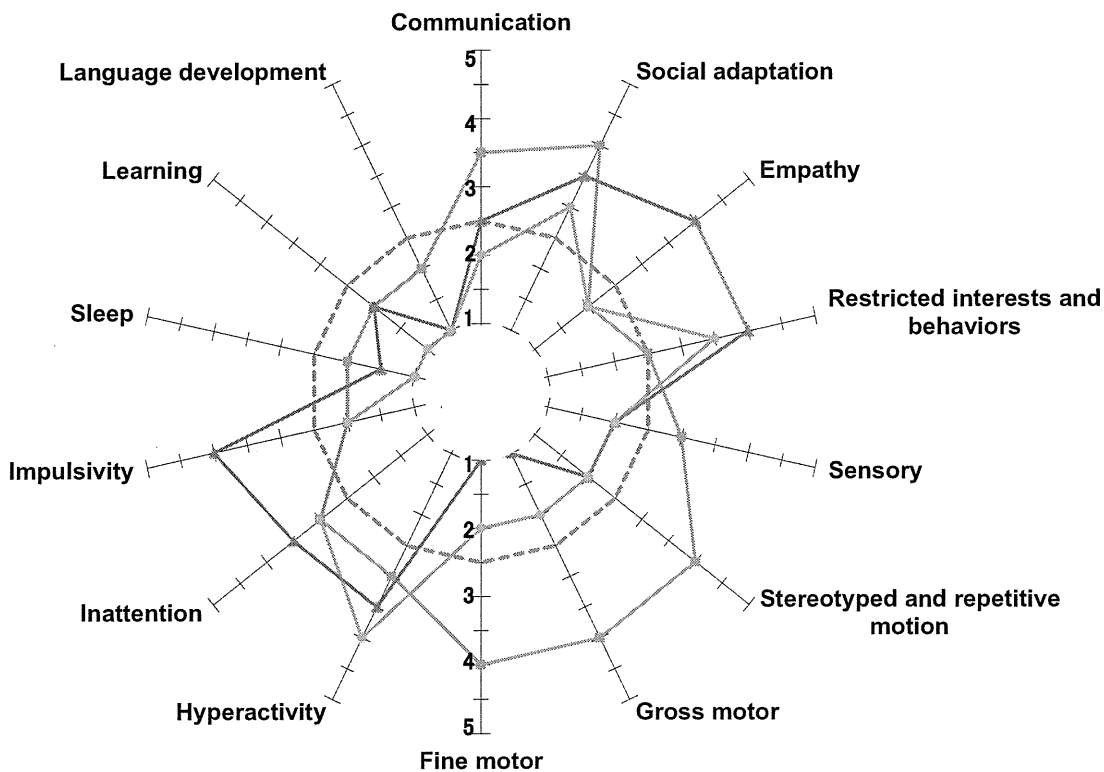 Communication
5
Language development
Social adaptation
4
Learning
Empathy
3
2
Restricted interests and
behaviors
Sleep
1
Impulsivity
Sensory
1
2
Inattention
3
Stereotyped and repetitive
motion
4
Hyperactivity
Gross motor
5
Fine motor